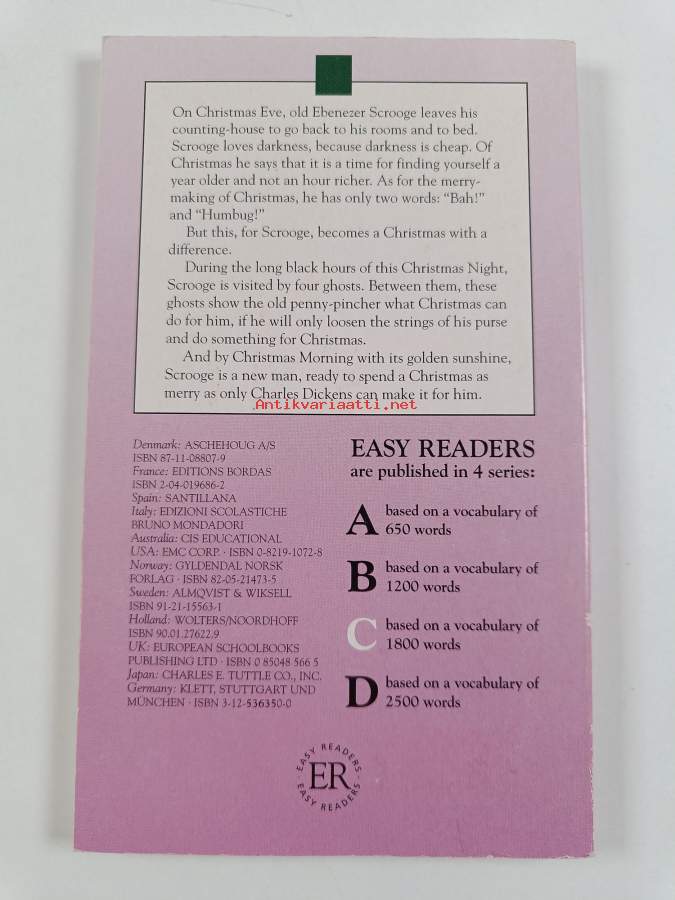 On Christmas Eve, old Ebenezer Scrooge leaves his
counting-house to go back to his rooms and to bed.
Scrooge loves darkness, because darkness is cheap. Of
Christmas he says that it is a time for finding yourself a
year older and not an hour richer. As for the merry-
making of Christmas, he has only two words: “Bah!”
and “Humbug!”
But this, for Scrooge, becomes a Christmas with a
difference.
During the long black hours of this Christmas Night,
Scrooge is visited by four ghosts. Between them, these
ghosts show the old penny-pincher what Christmas can
do for him, if he will only loosen the strings of his purse
and do something for Christmas.
And by Christmas Morning with its golden sunshine,
Scrooge is a new man, ready to spend a Christmas as
merry as only Charles Dickens can make it for him.
Antikvariaatti.net
Denmark: ASCHEHOUG A/S
ISBN 87-11-08807-9
France: EDITIONS BORDAS
ISBN 2-04-019686-2
Spain: SANTILLANA
Italy: EDIZIONI SCOLASTICHE
BRUNO MONDADORI
Australia: CIS EDUCATIONAL
USA: EMC CORP. · ISBN 0-8219-1072-8
Norway: GYLDENDAL NORSK
FORLAG · ISBN 82-05-21473-5
Sweden: ALMQVIST & WIKSELL
ISBN 91-21-15563-1
Holland: WOLTERS/NOORDHOFF
ISBN 90.01.27622.9
UK: EUROPEAN SCHOOLBOOKS
PUBLISHING LTD · ISBN 0 85048 566 5
Japan: CHARLES E. TUTTLE CO., INC.
Germany: KLETT, STUTTGART UND
MÜNCHEN · ISBN 3-12-536350-0
EASY READERS
are published in 4 series:
A based on a vocabulary of
650 words
B based on a vocabulary of
1200 words
C based on a vocabulary of
1800 words
D based on a vocabulary of
2500 words
EASY READERS
ER
EASY READERS